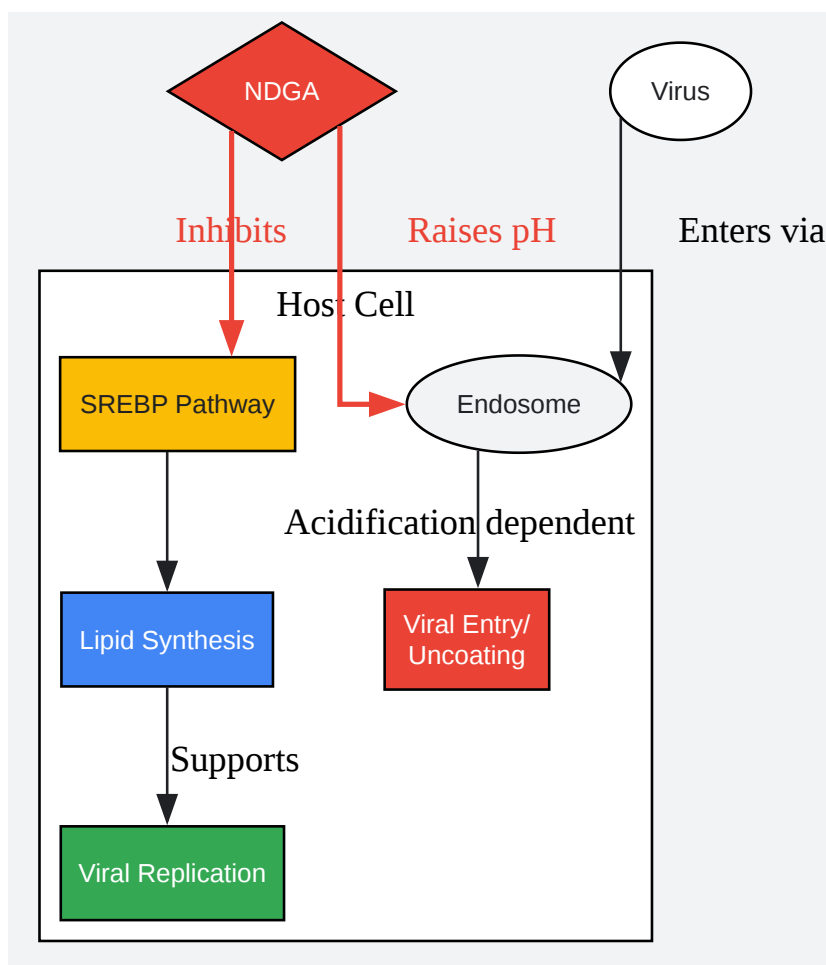 NDGA
Virus
Inhibits
Raises pH
Enters via
Host Cell
SREBP Pathway
Endosome
Acidification dependent
Lipid Synthesis
Viral Entry/
Uncoating
Supports
Viral Replication